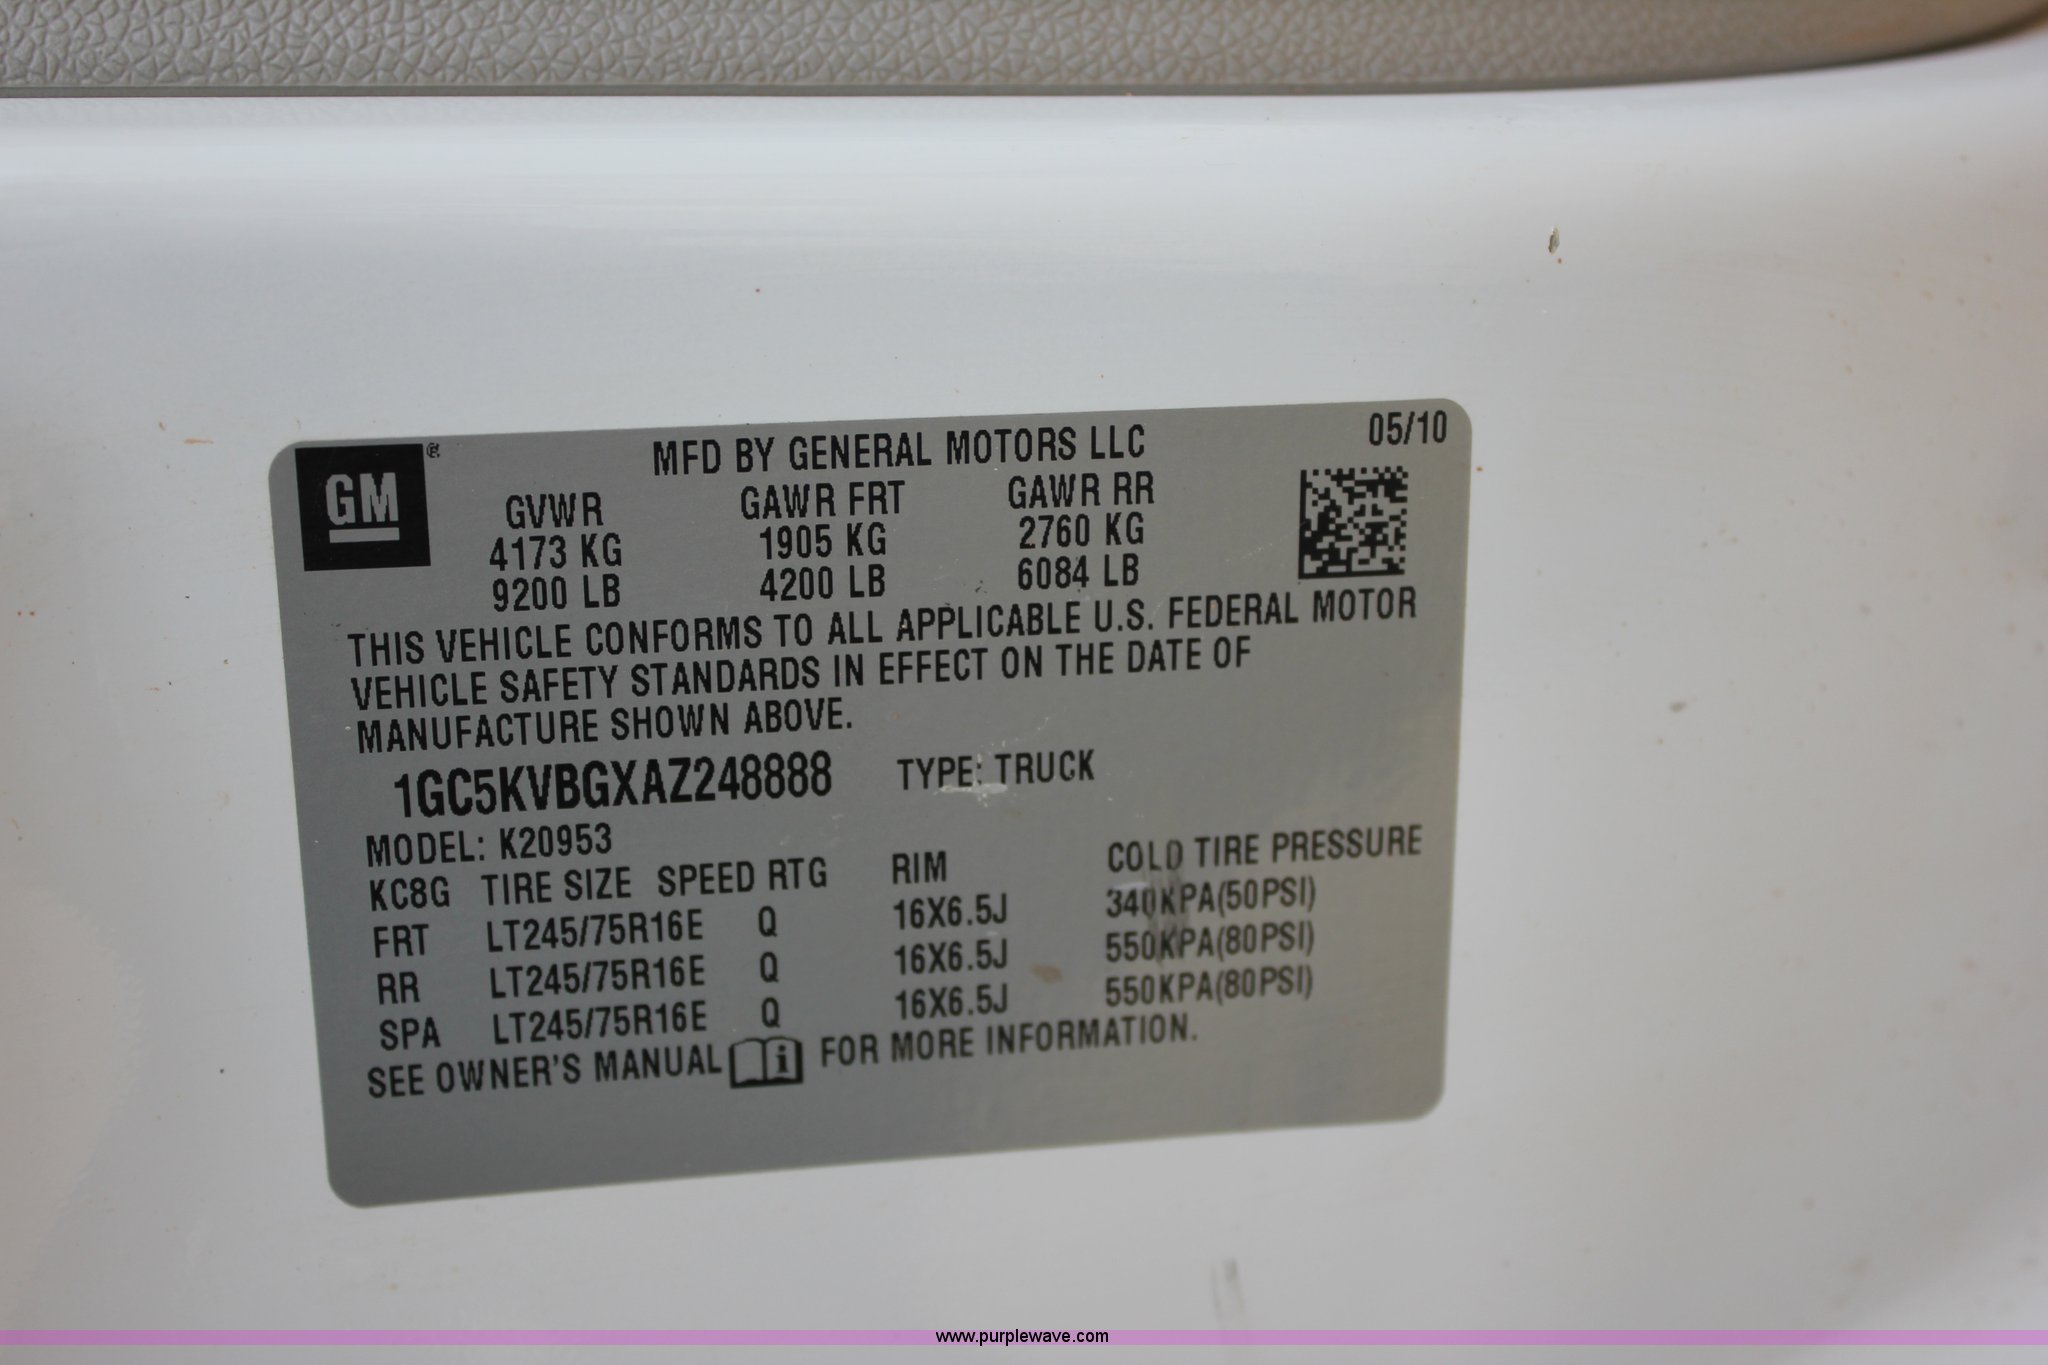 GM ®
MFD BY GENERAL MOTORS LLC 05/10
GVWR GAWR FRT GAWR RR
4173 KG 1905 KG 2760 KG
9200 LB 4200 LB 6084 LB
THIS VEHICLE CONFORMS TO ALL APPLICABLE U.S. FEDERAL MOTOR
VEHICLE SAFETY STANDARDS IN EFFECT ON THE DATE OF
MANUFACTURE SHOWN ABOVE.
1GC5KVBGXAZ248888 TYPE: TRUCK
MODEL: K20953
KC8G TIRE SIZE SPEED RTG RIM COLD TIRE PRESSURE
FRT LT245/75R16E Q 16X6.5J 340KPA(50PSI)
RR LT245/75R16E Q 16X6.5J 550KPA(80PSI)
SPA LT245/75R16E Q 16X6.5J 550KPA(80PSI)
SEE OWNER'S MANUAL i FOR MORE INFORMATION.
www.purplewave.com